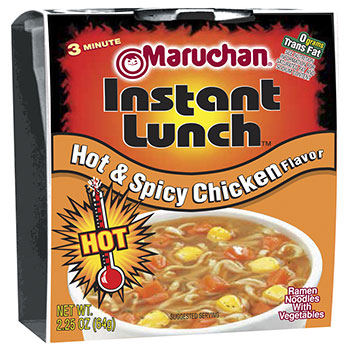 3 MINUTE
Maruchan.
0 grams
Trans Fat
Instant
Lunch™
Hot & Spicy Chicken Flavor
HOT
NET WT.
2.25 OZ (64g)
SUGGESTED SERVING
Ramen
Noodles
With
Vegetables